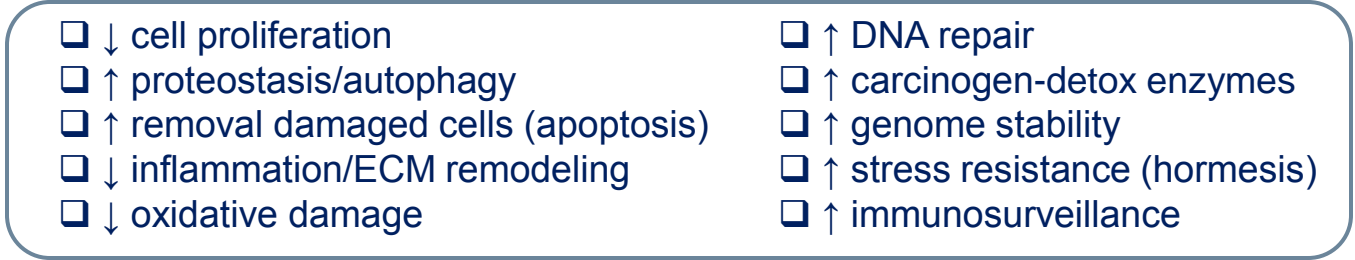 ❑ ↓ cell proliferation
❑ ↑ proteostasis/autophagy
❑ ↑ removal damaged cells (apoptosis)
❑ ↓ inflammation/ECM remodeling
❑ ↓ oxidative damage
❑ ↑ DNA repair
❑ ↑ carcinogen-detox enzymes
❑ ↑ genome stability
❑ ↑ stress resistance (hormesis)
❑ ↑ immunosurveillance